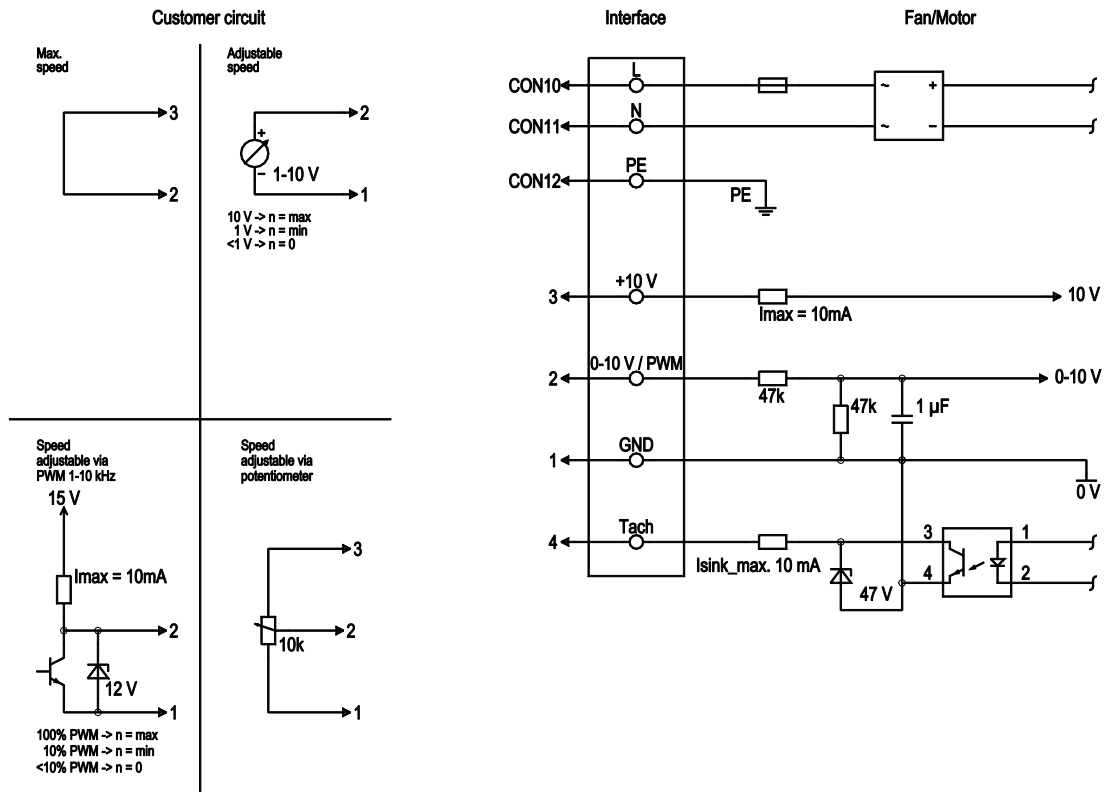 Customer circuit
Interface
Fan/Motor
Max.
speed
3
2
Adjustable
speed
2
+
– 1-10 V
1
10 V -> n = max
1 V -> n = min
<1 V -> n = 0
Speed
adjustable via
PWM 1-10 kHz
15 V
Imax = 10mA
2
12 V
1
100% PWM -> n = max
10% PWM -> n = min
<10% PWM -> n = 0
Speed
adjustable via
potentiometer
3
2
10k
1
CON10
L
~ +
CON11
N
~ –
CON12
PE
PE
3
+10 V
10 V
Imax = 10mA
2
0-10 V / PWM
0-10 V
47k
47k
1 µF
1
GND
0 V
4
Tach
3
1
Isink_max. 10 mA
4
2
47 V